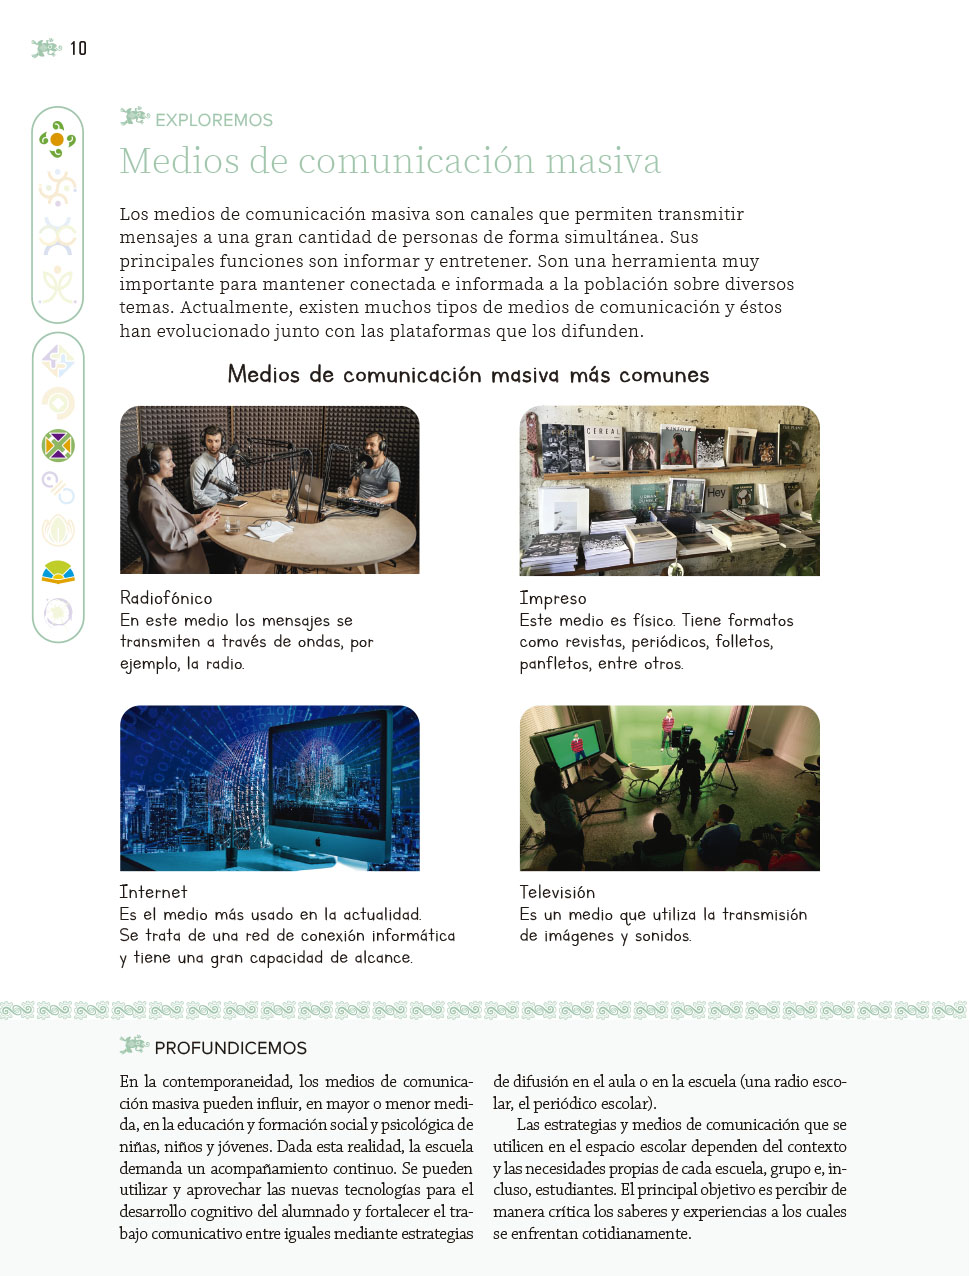 10
EXPLOREMOS
Medios de comunicación masiva
Los medios de comunicación masiva son canales que permiten transmitir
mensajes a una gran cantidad de personas de forma simultánea. Sus
principales funciones son informar y entretener. Son una herramienta muy
importante para mantener conectada e informada a la población sobre diversos
temas. Actualmente, existen muchos tipos de medios de comunicación y éstos
han evolucionado junto con las plataformas que los difunden.
Medios de comunicación masiva más comunes
CEREAL
KINFOLK
Hey
Radiofónico
En este medio los mensajes se
transmiten a través de ondas, por
ejemplo, la radio.
Impreso
Este medio es físico. Tiene formatos
como revistas, periódicos, folletos,
panfletos, entre otros.
Internet
Es el medio más usado en la actualidad.
Se trata de una red de conexión informática
y tiene una gran capacidad de alcance.
Televisión
Es un medio que utiliza la transmisión
de imágenes y sonidos.
PROFUNDICEMOS
En la contemporaneidad, los medios de comunica-
ción masiva pueden influir, en mayor o menor medi-
da, en la educación y formación social y psicológica de
niñas, niños y jóvenes. Dada esta realidad, la escuela
demanda un acompañamiento continuo. Se pueden
utilizar y aprovechar las nuevas tecnologías para el
desarrollo cognitivo del alumnado y fortalecer el tra-
bajo comunicativo entre iguales mediante estrategias
de difusión en el aula o en la escuela (una radio esco-
lar, el periódico escolar).
Las estrategias y medios de comunicación que se
utilicen en el espacio escolar dependen del contexto
y las necesidades propias de cada escuela, grupo e, in-
cluso, estudiantes. El principal objetivo es percibir de
manera crítica los saberes y experiencias a los cuales
se enfrentan cotidianamente.